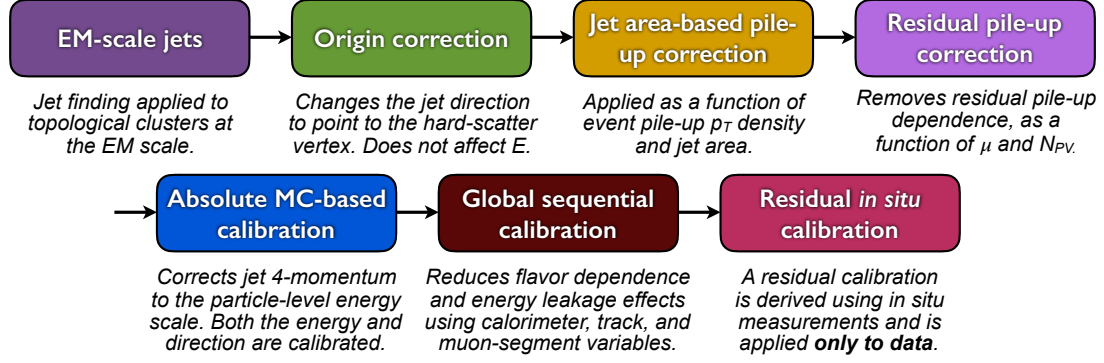 EM-scale jets
Jet finding applied to
topological clusters at
the EM scale.
Origin correction
Changes the jet direction
to point to the hard-scatter
vertex. Does not affect E.
Jet area-based pile-
up correction
Applied as a function of
event pile-up pT density
and jet area.
Residual pile-up
correction
Removes residual pile-up
dependence, as a
function of μ and NPV.
Absolute MC-based
calibration
Corrects jet 4-momentum
to the particle-level energy
scale. Both the energy and
direction are calibrated.
Global sequential
calibration
Reduces flavor dependence
and energy leakage effects
using calorimeter, track, and
muon-segment variables.
Residual in situ
calibration
A residual calibration
is derived using in situ
measurements and is
applied only to data.